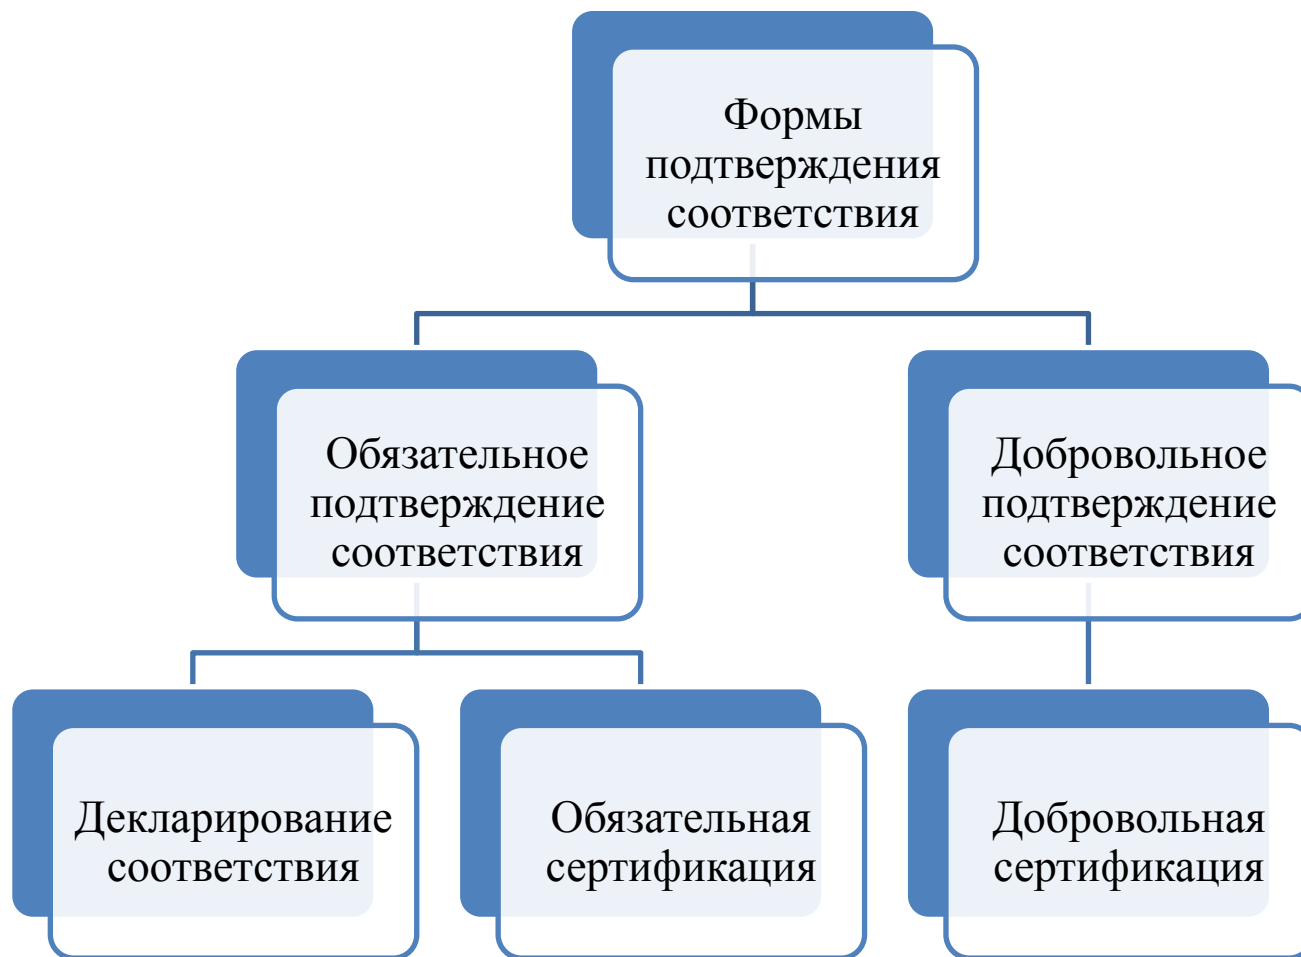 Формы
подтверждения
соответствия
Обязательное
подтверждение
соответствия
Добровольное
подтверждение
соответствия
Декларирование
соответствия
Обязательная
сертификация
Добровольная
сертификация